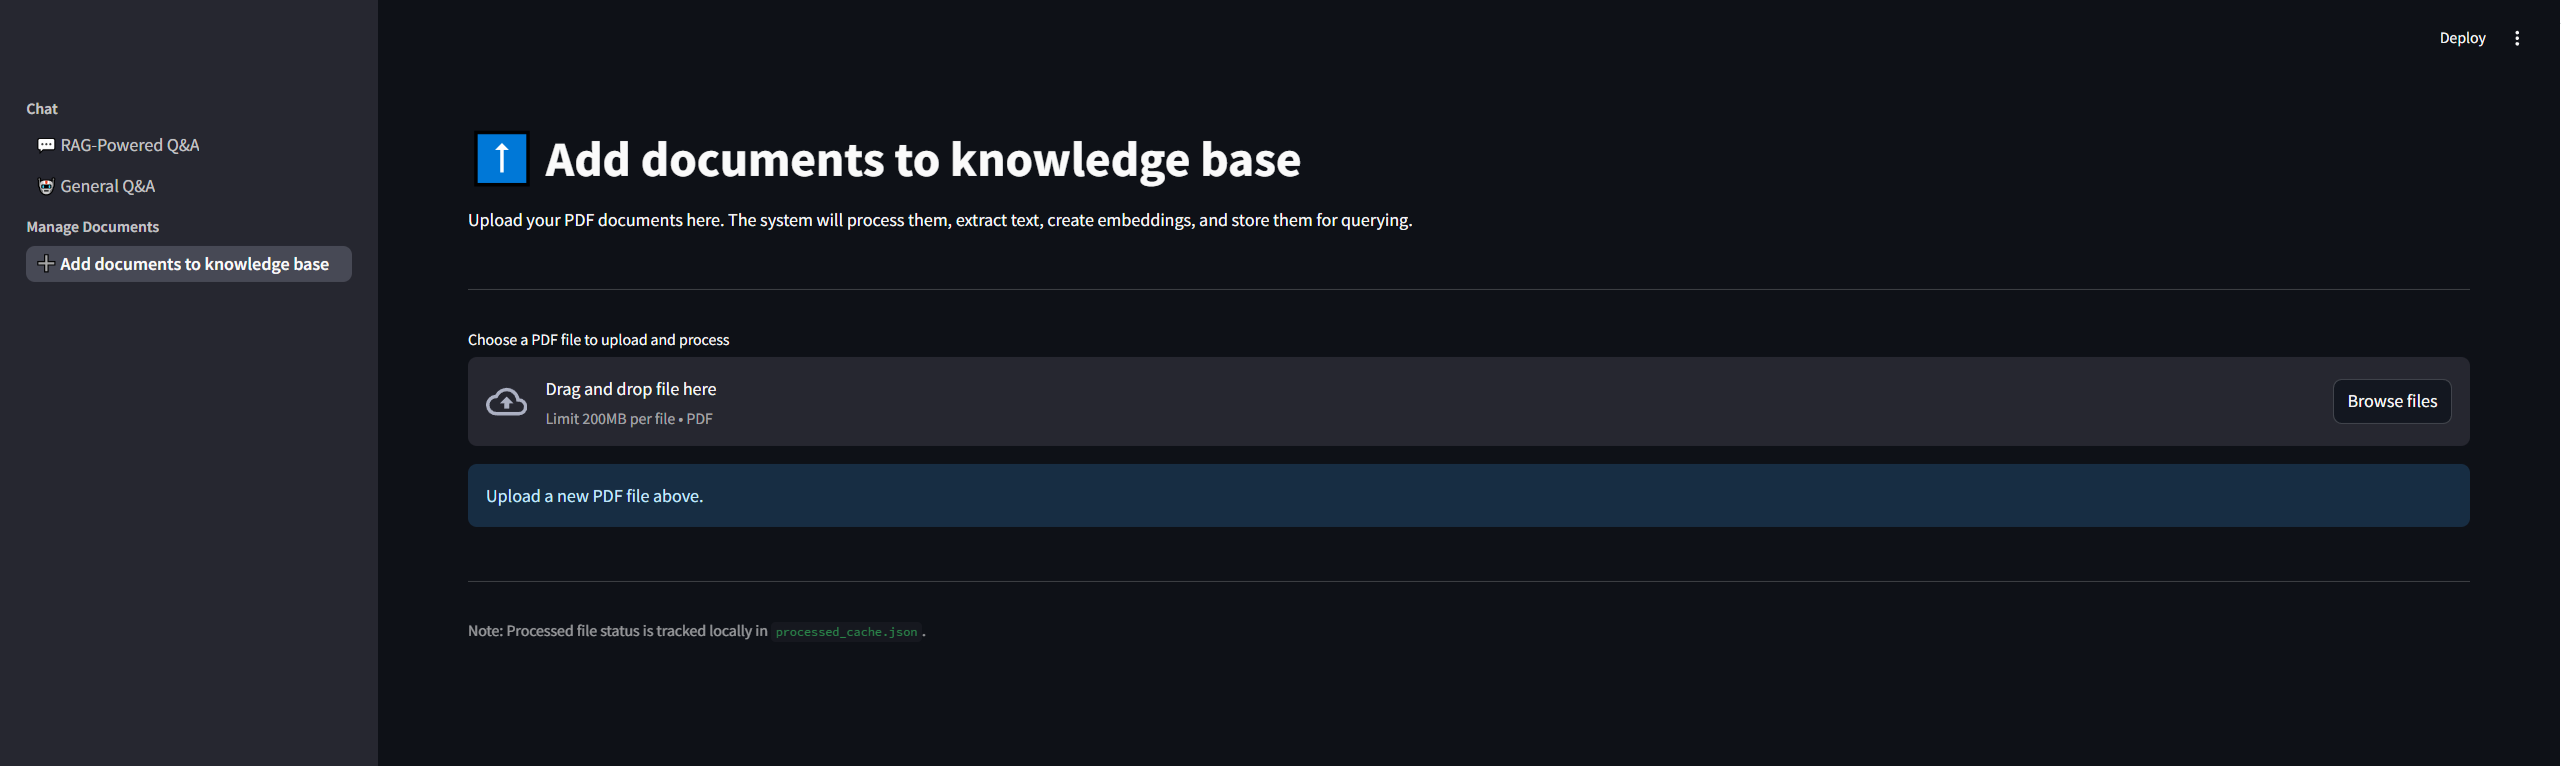 Deploy
Chat
RAG-Powered Q&A
General Q&A
Manage Documents
Add documents to knowledge base
Add documents to knowledge base
Upload your PDF documents here. The system will process them, extract text, create embeddings, and store them for querying.
Choose a PDF file to upload and process
Drag and drop file here
Limit 200MB per file • PDF
Browse files
Upload a new PDF file above.
Note: Processed file status is tracked locally in processed_cache.json.